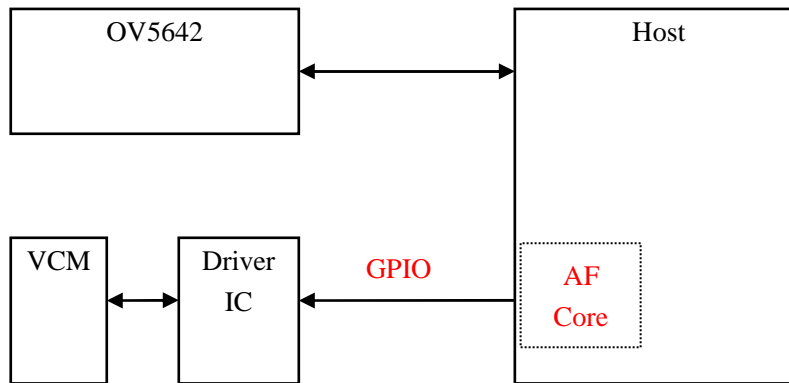 OV5642
Host
VCM
Driver
IC
GPIO
AF
Core